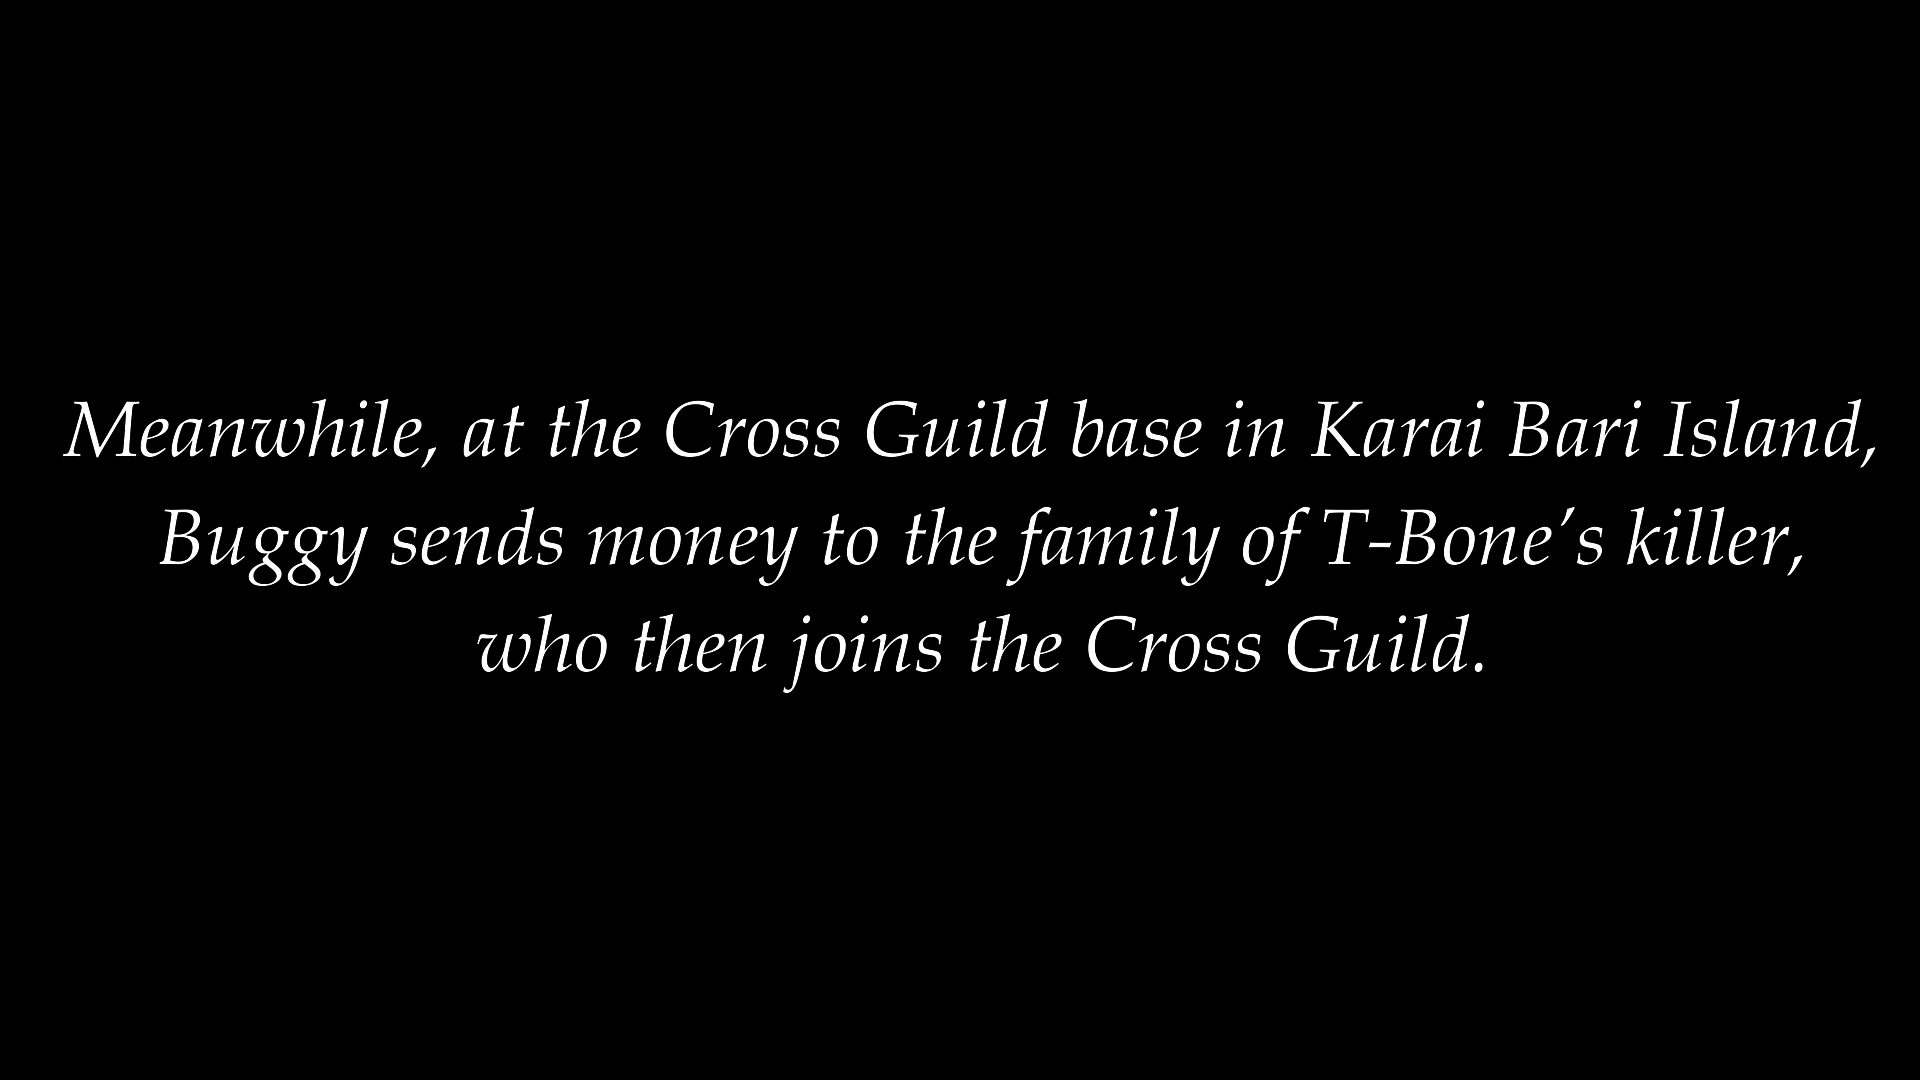 Meanwhile, at the Cross Guild base in Karai Bari Island,
Buggy sends money to the family of T-Bone’s killer,
who then joins the Cross Guild.